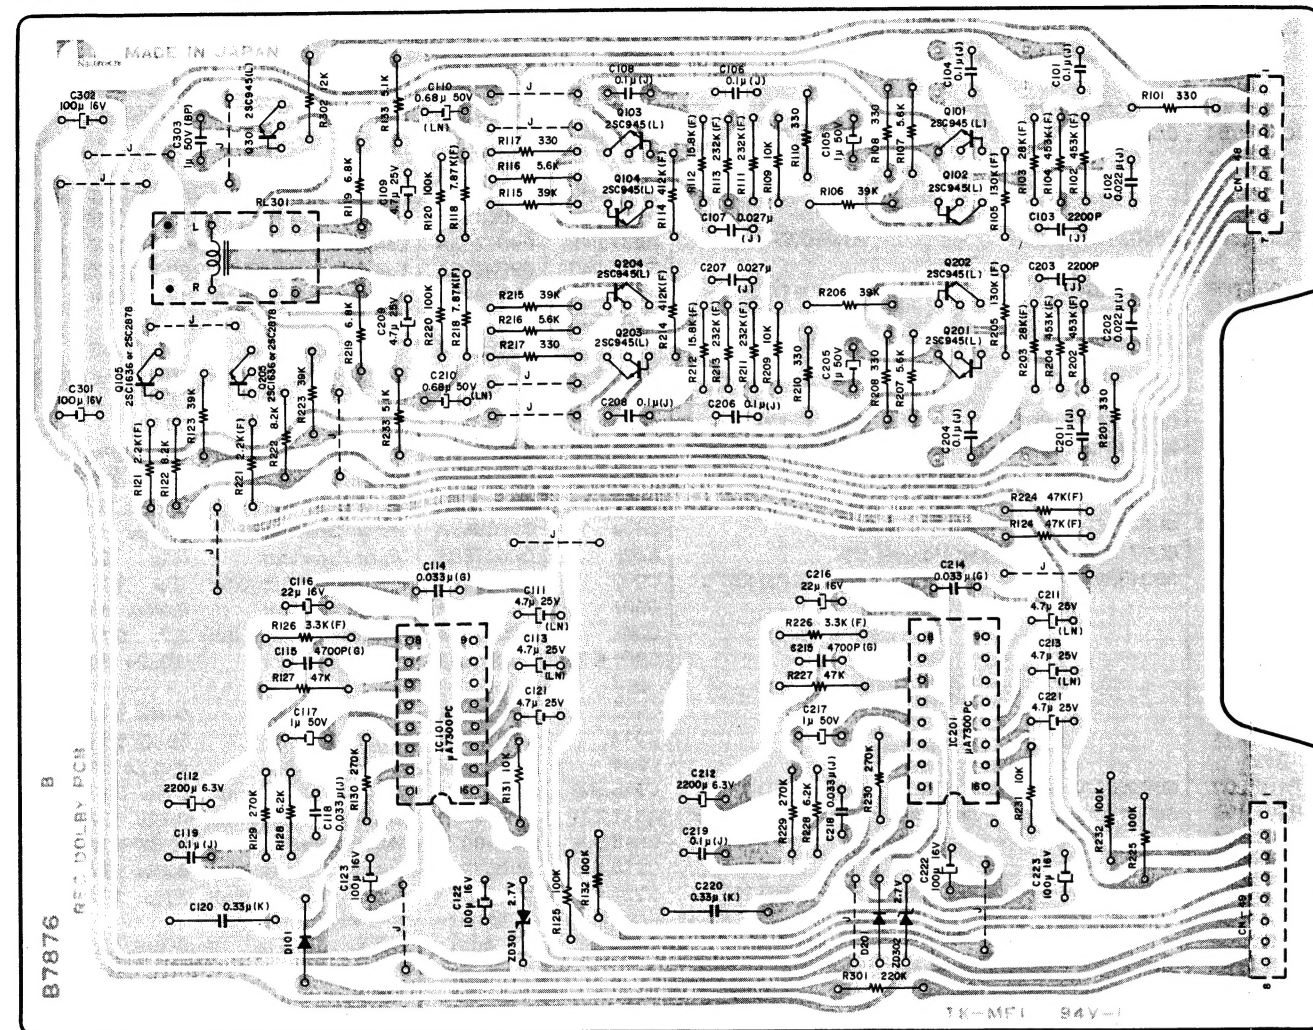 MADE IN JAPAN
C302
100μ 16V
C303
1μ 50V (BP)
Q301
2SC945(L)
R302 12K
R133 5.1K
C110
0.68μ 50V
(LN)
J
C108
0.1μ(J)
C106
0.1μ(J)
C104
0.1μ(J)
C101
0.1μ(J)
R101 330
Q103
2SC945(L)
R117 330
R116 5.6K
R115 39K
Q104
2SC945(L)
R114 412K(F)
R112 15.8K(F)
R113 232K(F)
R111 232K(F)
R109 10K
R110 330
C105
1μ 50V
R108 330
R107 5.6K
Q101
2SC945(L)
Q102
2SC945(L)
R106 39K
R105 130K(F)
R103 28K(F)
R104 453K(F)
R102 453K(F)
C102
0.022μ(J)
C103 2200P
(J)
C107 0.027μ
(J)
CN-48
1
7
J
J
J
RL301
L
R
R119 6.8K
C109
4.7μ 25V
R120 100K
R118 7.87K(F)
J
J
Q204
2SC945(L)
C207 0.027μ
(J)
Q202
2SC945(L)
C203 2200P
(J)
R219 6.8K
C209
4.7μ 25V
R220 100K
R218 7.87K(F)
R215 39K
R216 5.6K
R217 330
Q203
2SC945(L)
R214 412K(F)
R212 15.8K(F)
R213 232K(F)
R211 232K(F)
R209 10K
R210 330
R206 39K
C205
1μ 50V
R208 330
R207 5.6K
Q201
2SC945(L)
R205 130K(F)
R203 28K(F)
R204 453K(F)
R202 453K(F)
C202
0.022μ(J)
J
Q105
2SC1636 or 2SC2878
Q205
2SC1636 or 2SC2878
C301
100μ 16V
R123 39K
R223 39K
R222 8.2K
R121 2.2K(F)
R122 8.2K
R221 2.2K(F)
J
R233 5.1K
C210
0.68μ 50V
(LN)
J
J
C208 0.1μ(J)
C206 0.1μ(J)
C204
0.1μ(J)
C201
0.1μ(J)
R201 330
J
J
R224 47K(F)
R124 47K(F)
J
C114
0.033μ(G)
C116
22μ 16V
R126 3.3K(F)
C115 4700P(G)
R127 47K
C117
1μ 50V
8
9
IC101
μA7300PC
1
16
C111
4.7μ 25V
(LN)
C113
4.7μ 25V
(LN)
C121
4.7μ 25V
C214
0.033μ(G)
C216
22μ 16V
R226 3.3K(F)
C215 4700P(G)
R227 47K
C217
1μ 50V
8
9
IC201
μA7300PC
1
16
C211
4.7μ 25V
(LN)
C213
4.7μ 25V
(LN)
C221
4.7μ 25V
C112
2200μ 6.3V
C119
0.1μ(J)
R129 270K
R128 6.2K
C118
0.033μ(J)
R130 270K
R131 10K
C123
100μ 16V
C120 0.33μ(K)
D101
J
C122
100μ 16V
ZD301 2.7V
R125 100K
R132 100K
C212
2200μ 6.3V
C219
0.1μ(J)
R229 270K
R228 6.2K
C218 0.033μ(J)
R230 270K
R231 10K
C220
0.33μ(K)
C222
100μ 16V
J
C223
100μ 16V
R232 100K
R225 100K
J
D201
ZD302 2.7V
R301 220K
CN-89
1
8
B7876 B
REC DOLBY PCB
TK-MF1 94V-1